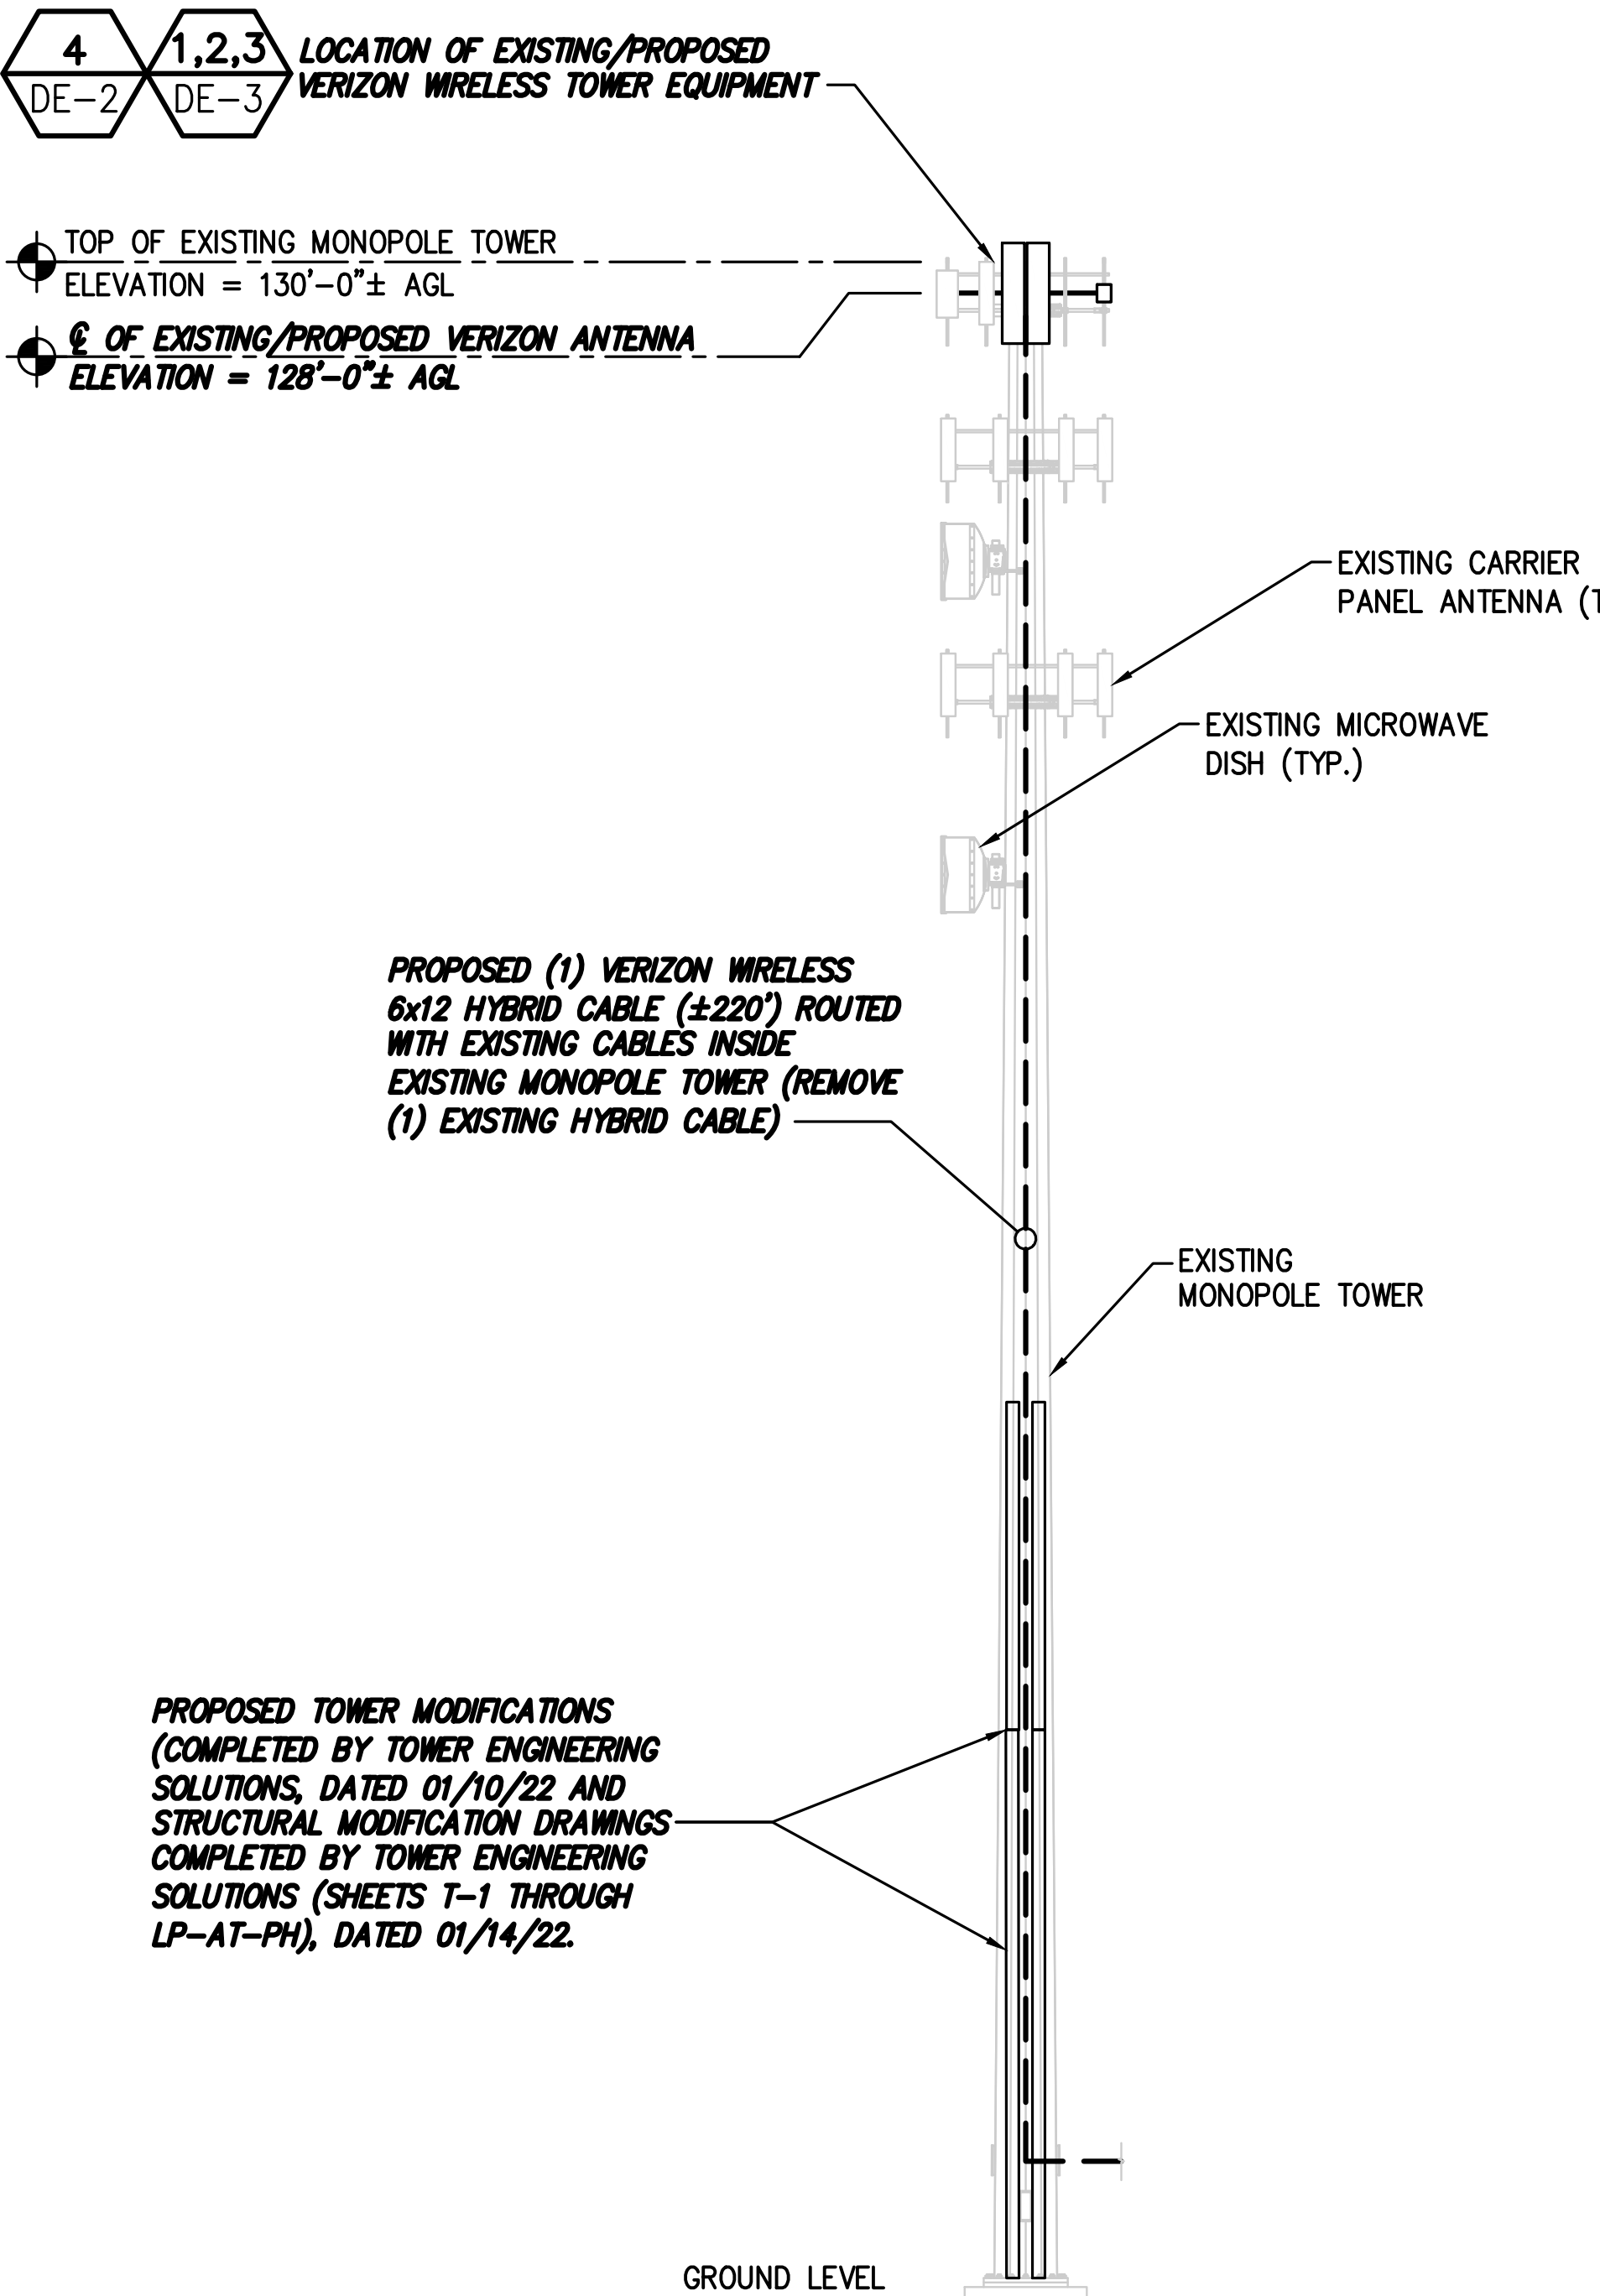 4
DE-2
1,2,3
DE-3
LOCATION OF EXISTING/PROPOSED
VERIZON WIRELESS TOWER EQUIPMENT
TOP OF EXISTING MONOPOLE TOWER
ELEVATION = 130'-0"± AGL
℄ OF EXISTING/PROPOSED VERIZON ANTENNA
ELEVATION = 128'-0"± AGL
EXISTING CARRIER
PANEL ANTENNA (T
EXISTING MICROWAVE
DISH (TYP.)
PROPOSED (1) VERIZON WIRELESS
6x12 HYBRID CABLE (±220') ROUTED
WITH EXISTING CABLES INSIDE
EXISTING MONOPOLE TOWER (REMOVE
(1) EXISTING HYBRID CABLE)
EXISTING
MONOPOLE TOWER
PROPOSED TOWER MODIFICATIONS
(COMPLETED BY TOWER ENGINEERING
SOLUTIONS, DATED 01/10/22 AND
STRUCTURAL MODIFICATION DRAWINGS
COMPLETED BY TOWER ENGINEERING
SOLUTIONS (SHEETS T-1 THROUGH
LP-AT-PH), DATED 01/14/22.
GROUND LEVEL